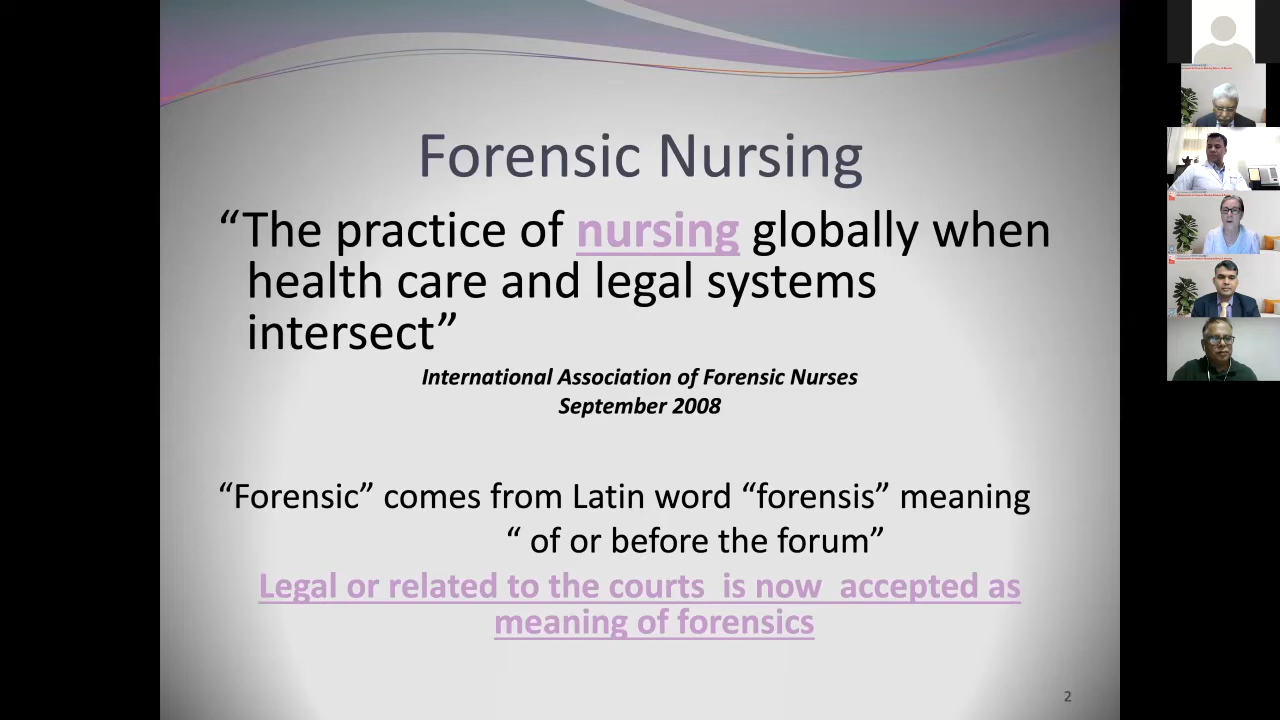 Forensic Nursing
“The practice of nursing globally when
health care and legal systems
intersect”
International Association of Forensic Nurses
September 2008
“Forensic” comes from Latin word “forensis” meaning
“ of or before the forum”
Legal or related to the courts is now accepted as
meaning of forensics
2